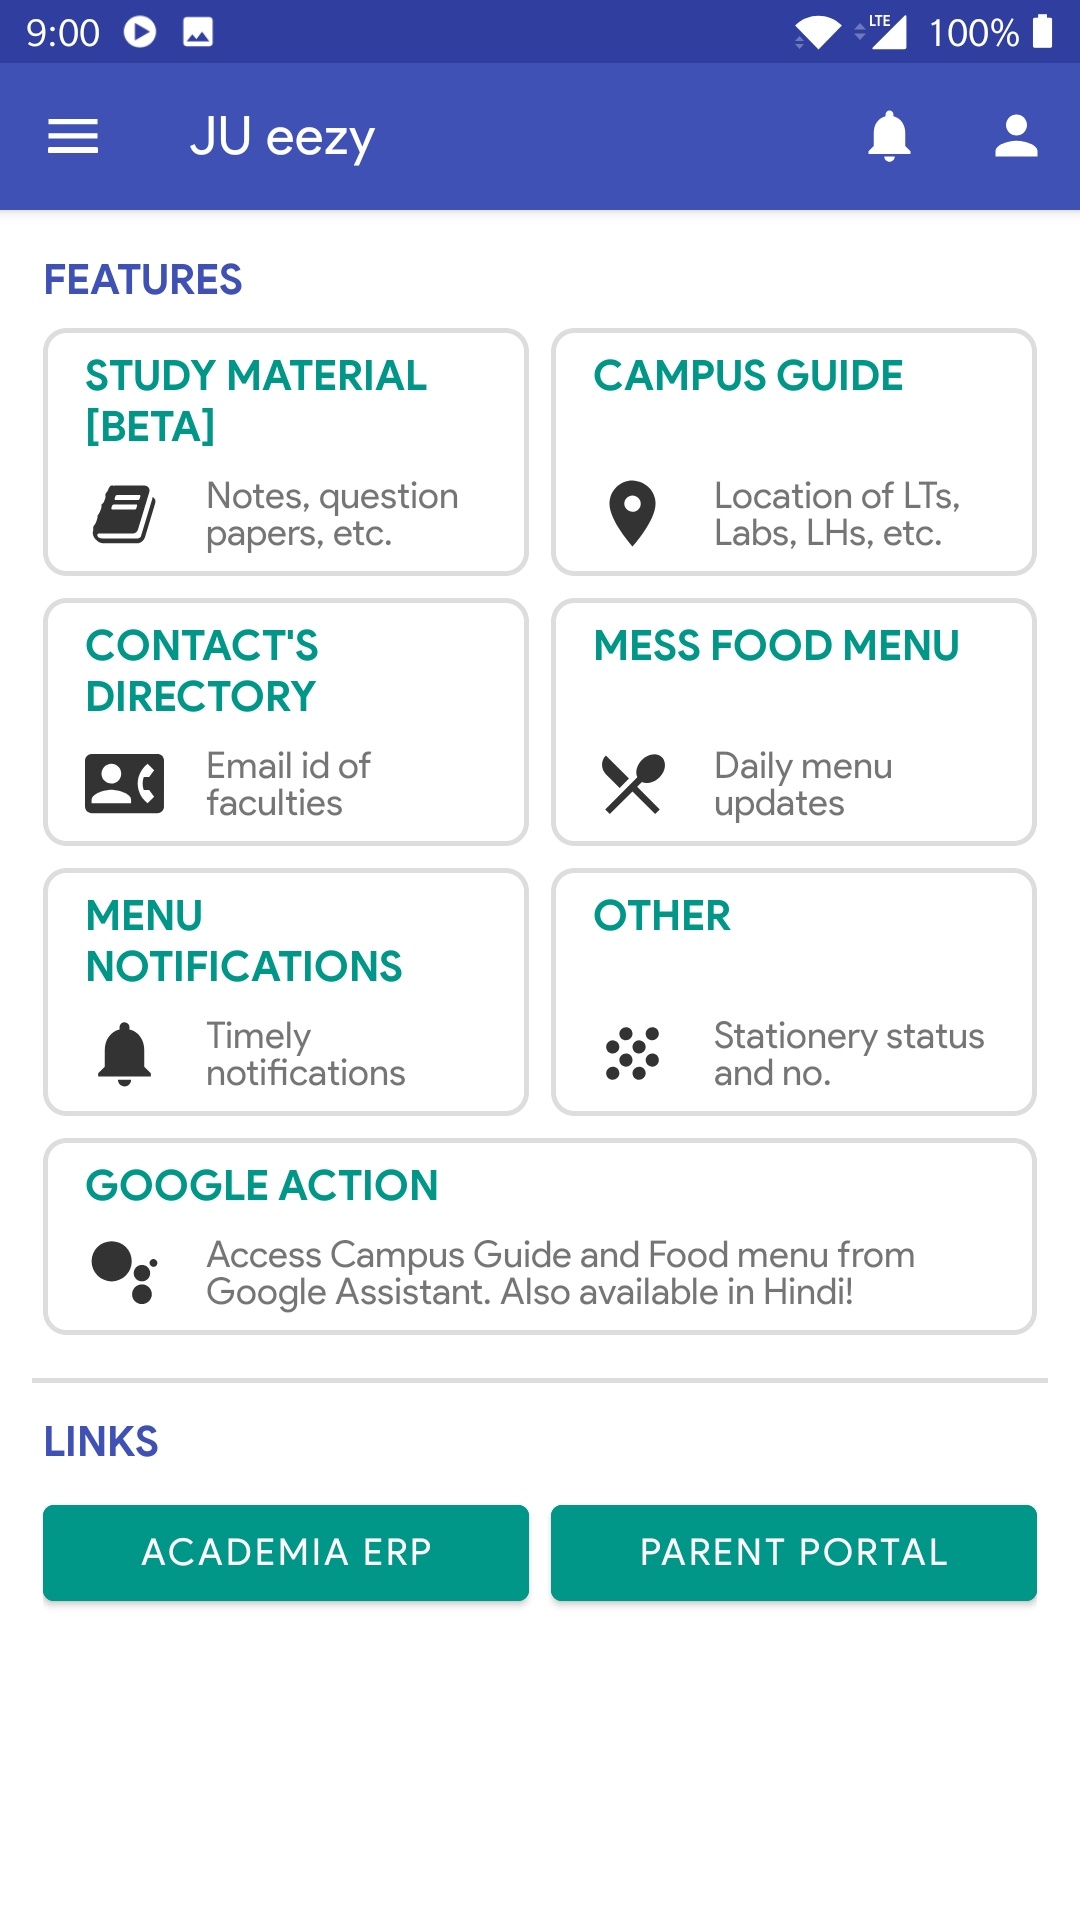 9:00
LTE
100%
JU eezy
FEATURES
STUDY MATERIAL
[BETA]
Notes, question
papers, etc.
CAMPUS GUIDE
Location of LTs,
Labs, LHs, etc.
CONTACT'S
DIRECTORY
Email id of
faculties
MESS FOOD MENU
Daily menu
updates
MENU
NOTIFICATIONS
Timely
notifications
OTHER
Stationery status
and no.
GOOGLE ACTION
Access Campus Guide and Food menu from
Google Assistant. Also available in Hindi!
LINKS
ACADEMIA ERP
PARENT PORTAL